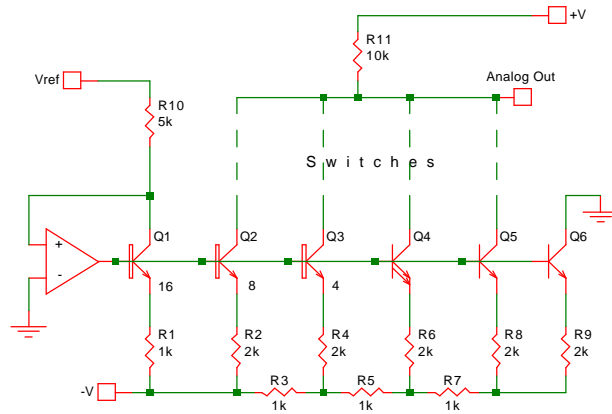 +V
R11
10k
Vref
Analog Out
R10
5k
S w i t c h e s
+
-
Q1
Q2
Q3
Q4
Q5
Q6
16
8
4
R1
1k
R2
2k
R4
2k
R6
2k
R8
2k
R9
2k
-V
R3
1k
R5
1k
R7
1k